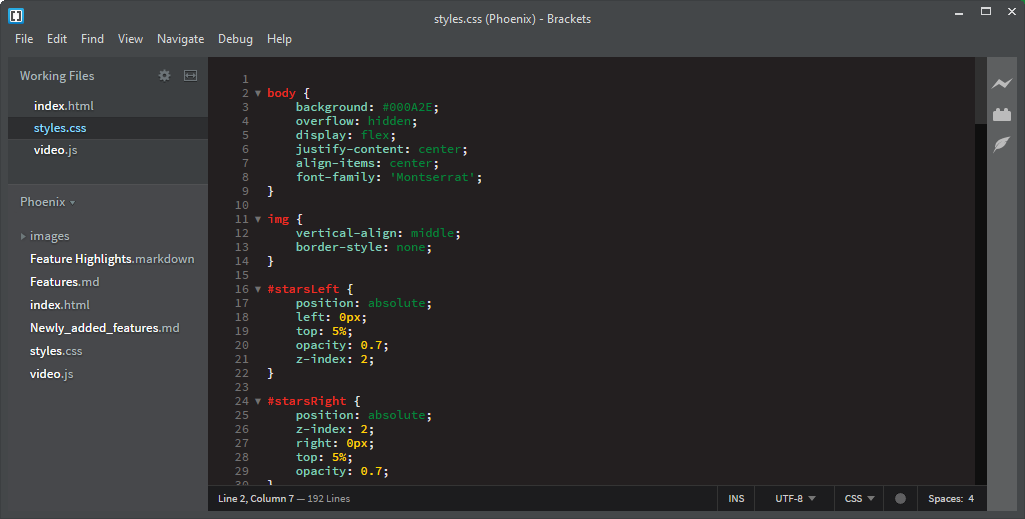 styles.css (Phoenix) - Brackets
File Edit Find View Navigate Debug Help
Working Files
index.html
styles.css
video.js
Phoenix
images
Feature Highlights.markdown
Features.md
index.html
Newly_added_features.md
styles.css
video.js
1
2 body {
3     background: #000A2E;
4     overflow: hidden;
5     display: flex;
6     justify-content: center;
7     align-items: center;
8     font-family: 'Montserrat';
9 }
10
11 img {
12     vertical-align: middle;
13     border-style: none;
14 }
15
16 #starsLeft {
17     position: absolute;
18     left: 0px;
19     top: 5%;
20     opacity: 0.7;
21     z-index: 2;
22 }
23
24 #starsRight {
25     position: absolute;
26     z-index: 2;
27     right: 0px;
28     top: 5%;
29     opacity: 0.7;
30 }
Line 2, Column 7 — 192 Lines INS UTF-8 CSS Spaces: 4